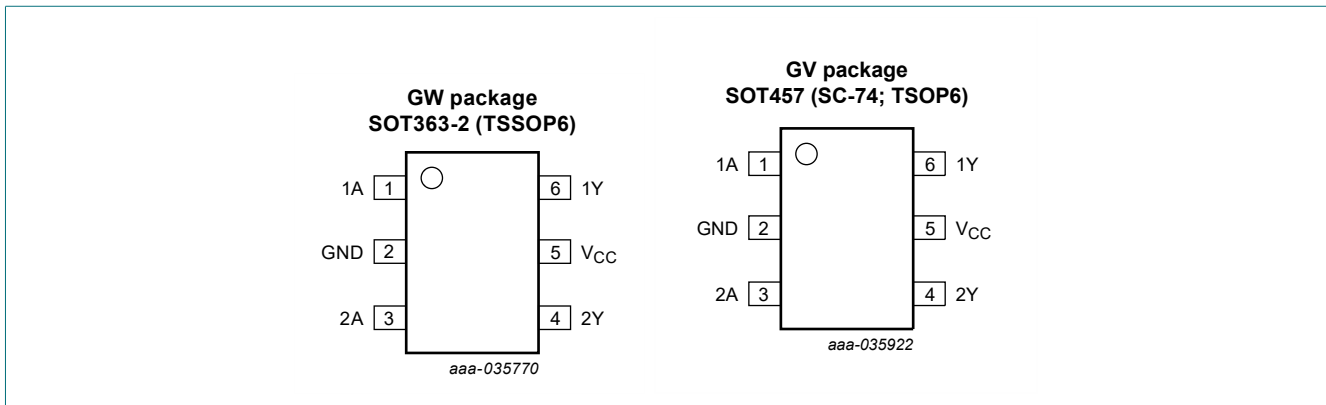 GW package
SOT363-2 (TSSOP6)
1A 1 6 1Y
GND 2 5 VCC
2A 3 4 2Y
aaa-035770
GV package
SOT457 (SC-74; TSOP6)
1A 1 6 1Y
GND 2 5 VCC
2A 3 4 2Y
aaa-035922